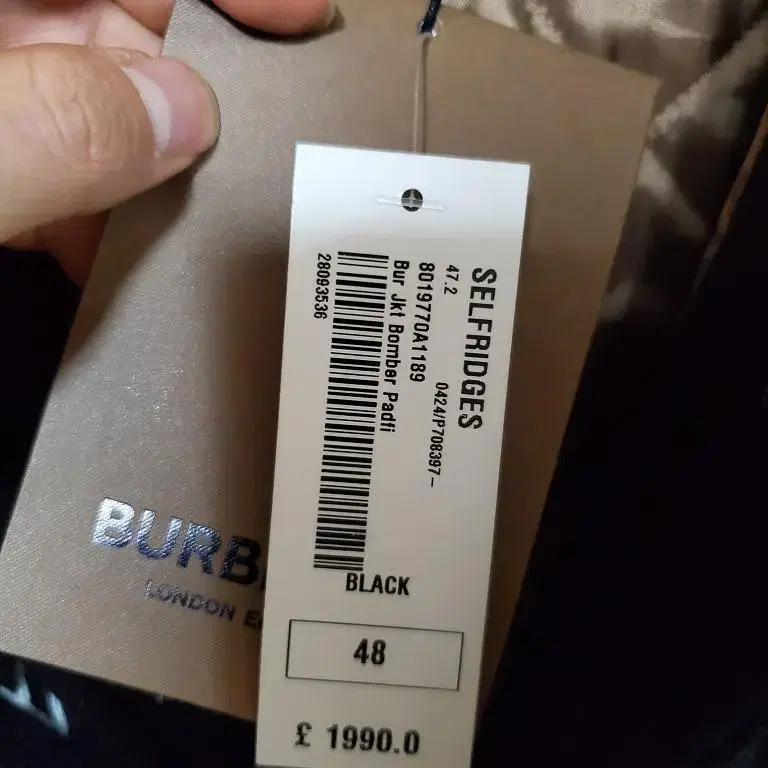 SELFRIDGES
47.2
0424/P708397-
8019770A1189
Bur Jkt Bomber Padfi
28093536
BLACK
48
£ 1990.0
BURB
LONDON E